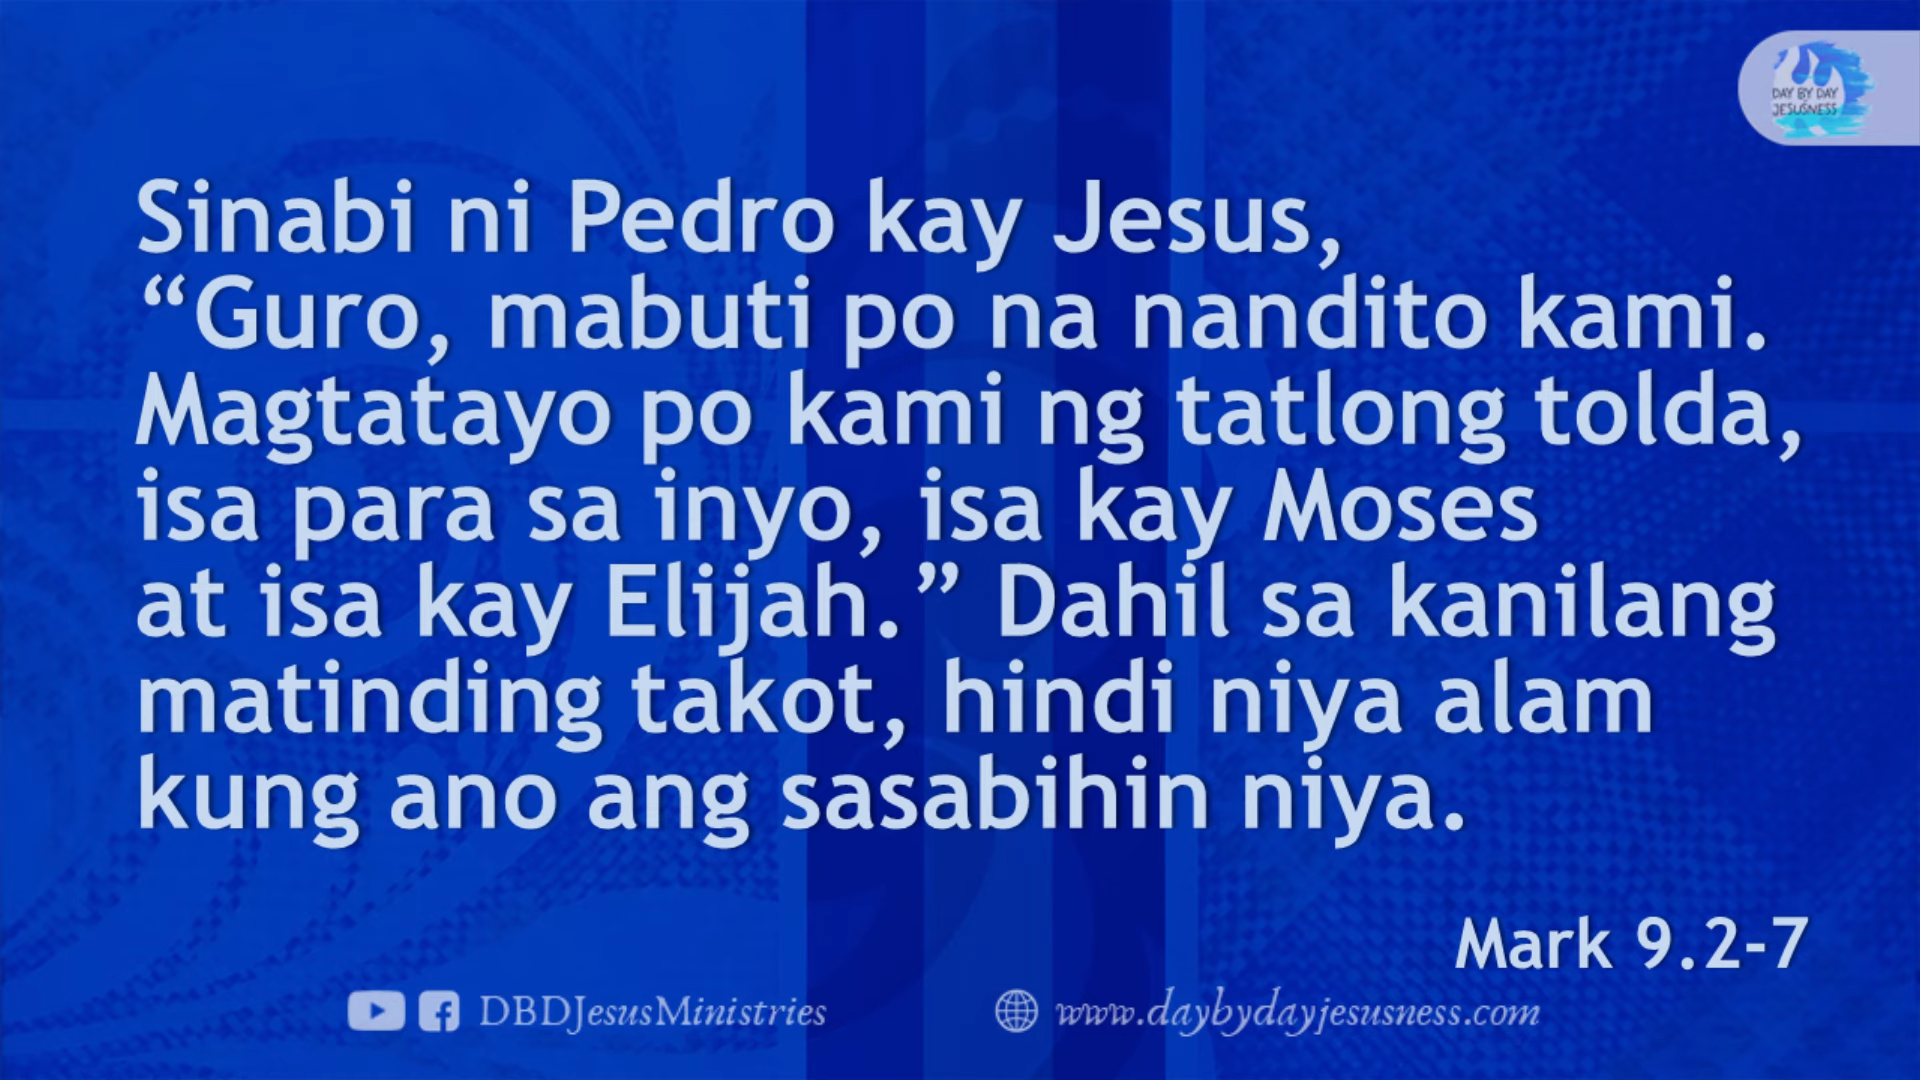 DAY BY DAY
JESUSNESS
Sinabi ni Pedro kay Jesus,
“Guro, mabuti po na nandito kami.
Magtatayo po kami ng tatlong tolda,
isa para sa inyo, isa kay Moses
at isa kay Elijah.” Dahil sa kanilang
matinding takot, hindi niya alam
kung ano ang sasabihin niya.
Mark 9.2-7
DBDJesusMinistries
www.daybydayjesusness.com